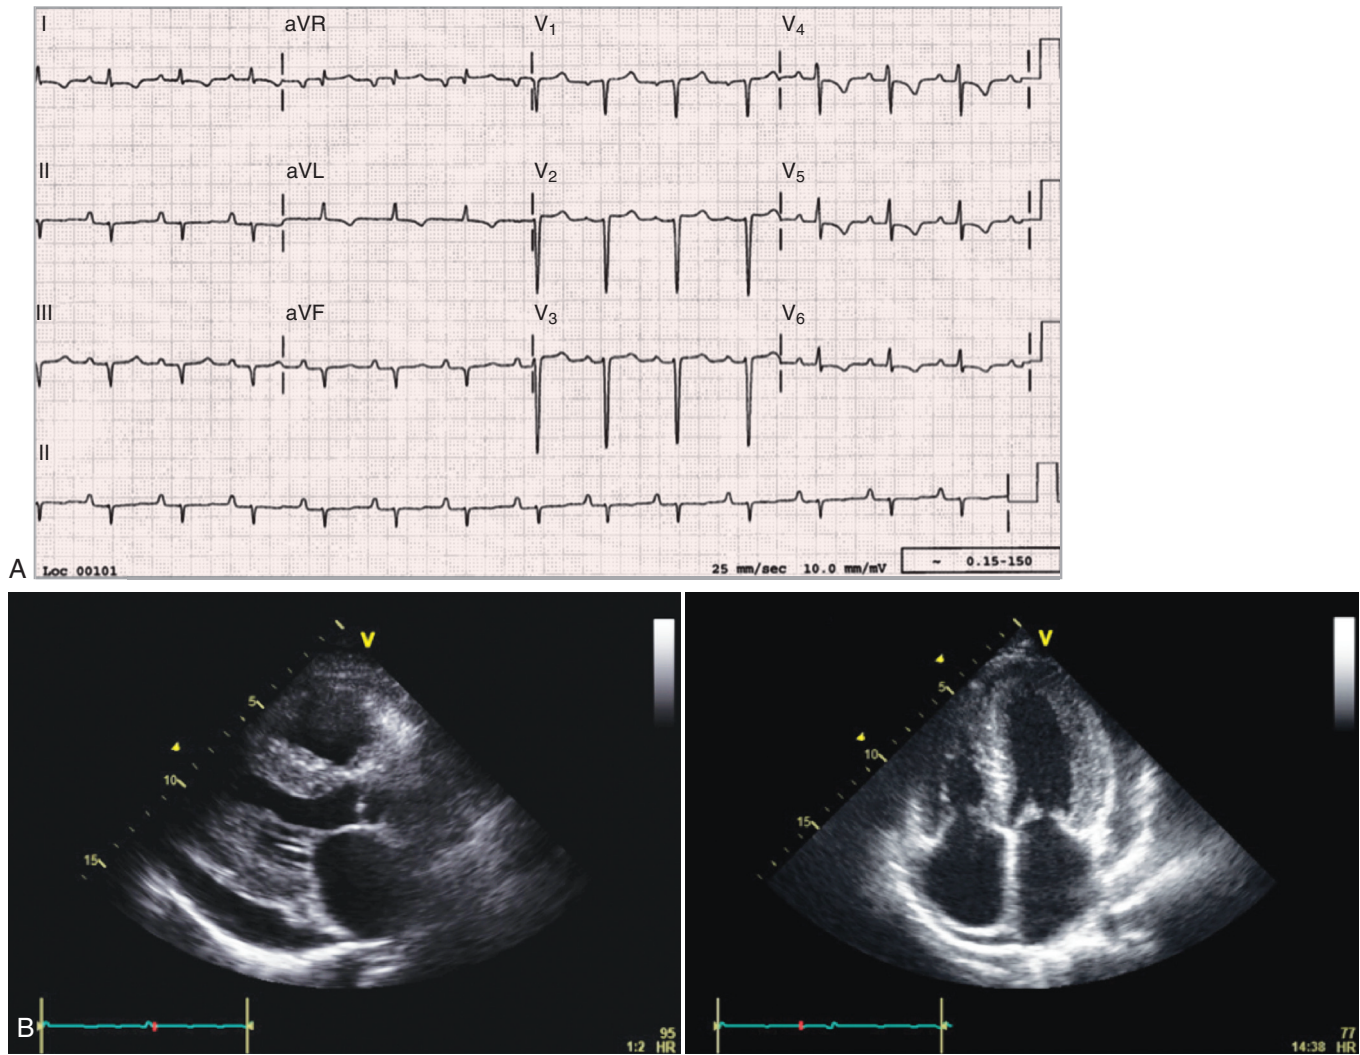 I aVR V1 V4
II aVL V2 V5
III aVF V3 V6
II
A
Loc 00101 25 mm/sec 10.0 mm/mV ~ 0.15-150
V V
5 5
10 10
15 15
B
95 77
1:2 HR 14:38 HR